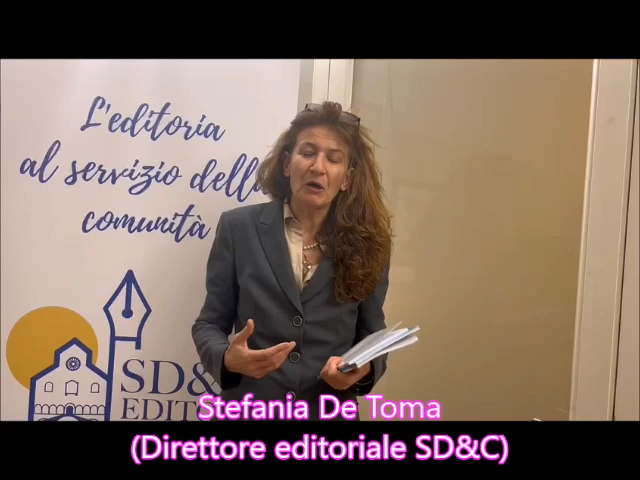 L'editoria
al servizio della
comunità
SD&
EDIT
Stefania De Toma
(Direttore editoriale SD&C)